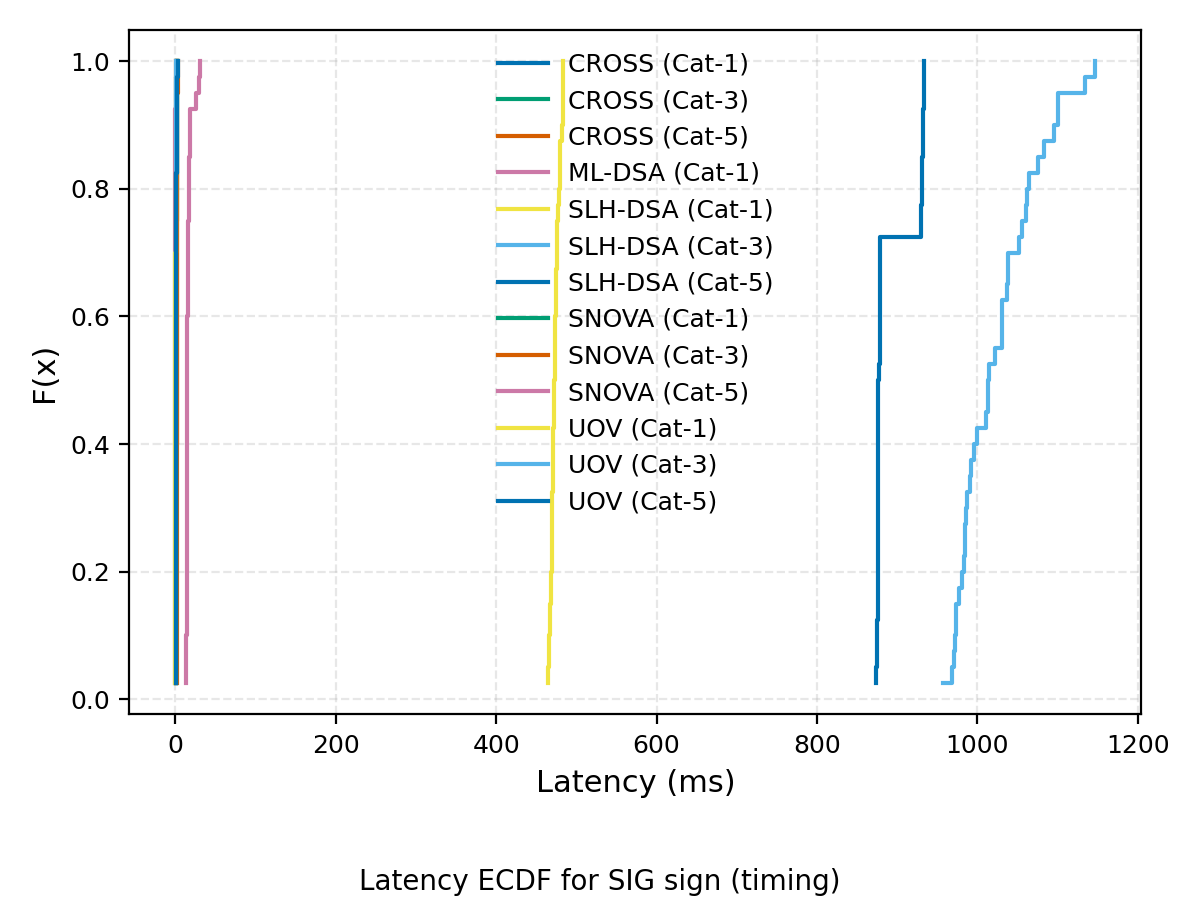 1.0
0.8
0.6
0.4
0.2
0.0
F(x)
CROSS (Cat-1)
CROSS (Cat-3)
CROSS (Cat-5)
ML-DSA (Cat-1)
SLH-DSA (Cat-1)
SLH-DSA (Cat-3)
SLH-DSA (Cat-5)
SNOVA (Cat-1)
SNOVA (Cat-3)
SNOVA (Cat-5)
UOV (Cat-1)
UOV (Cat-3)
UOV (Cat-5)
0 200 400 600 800 1000 1200
Latency (ms)
Latency ECDF for SIG sign (timing)